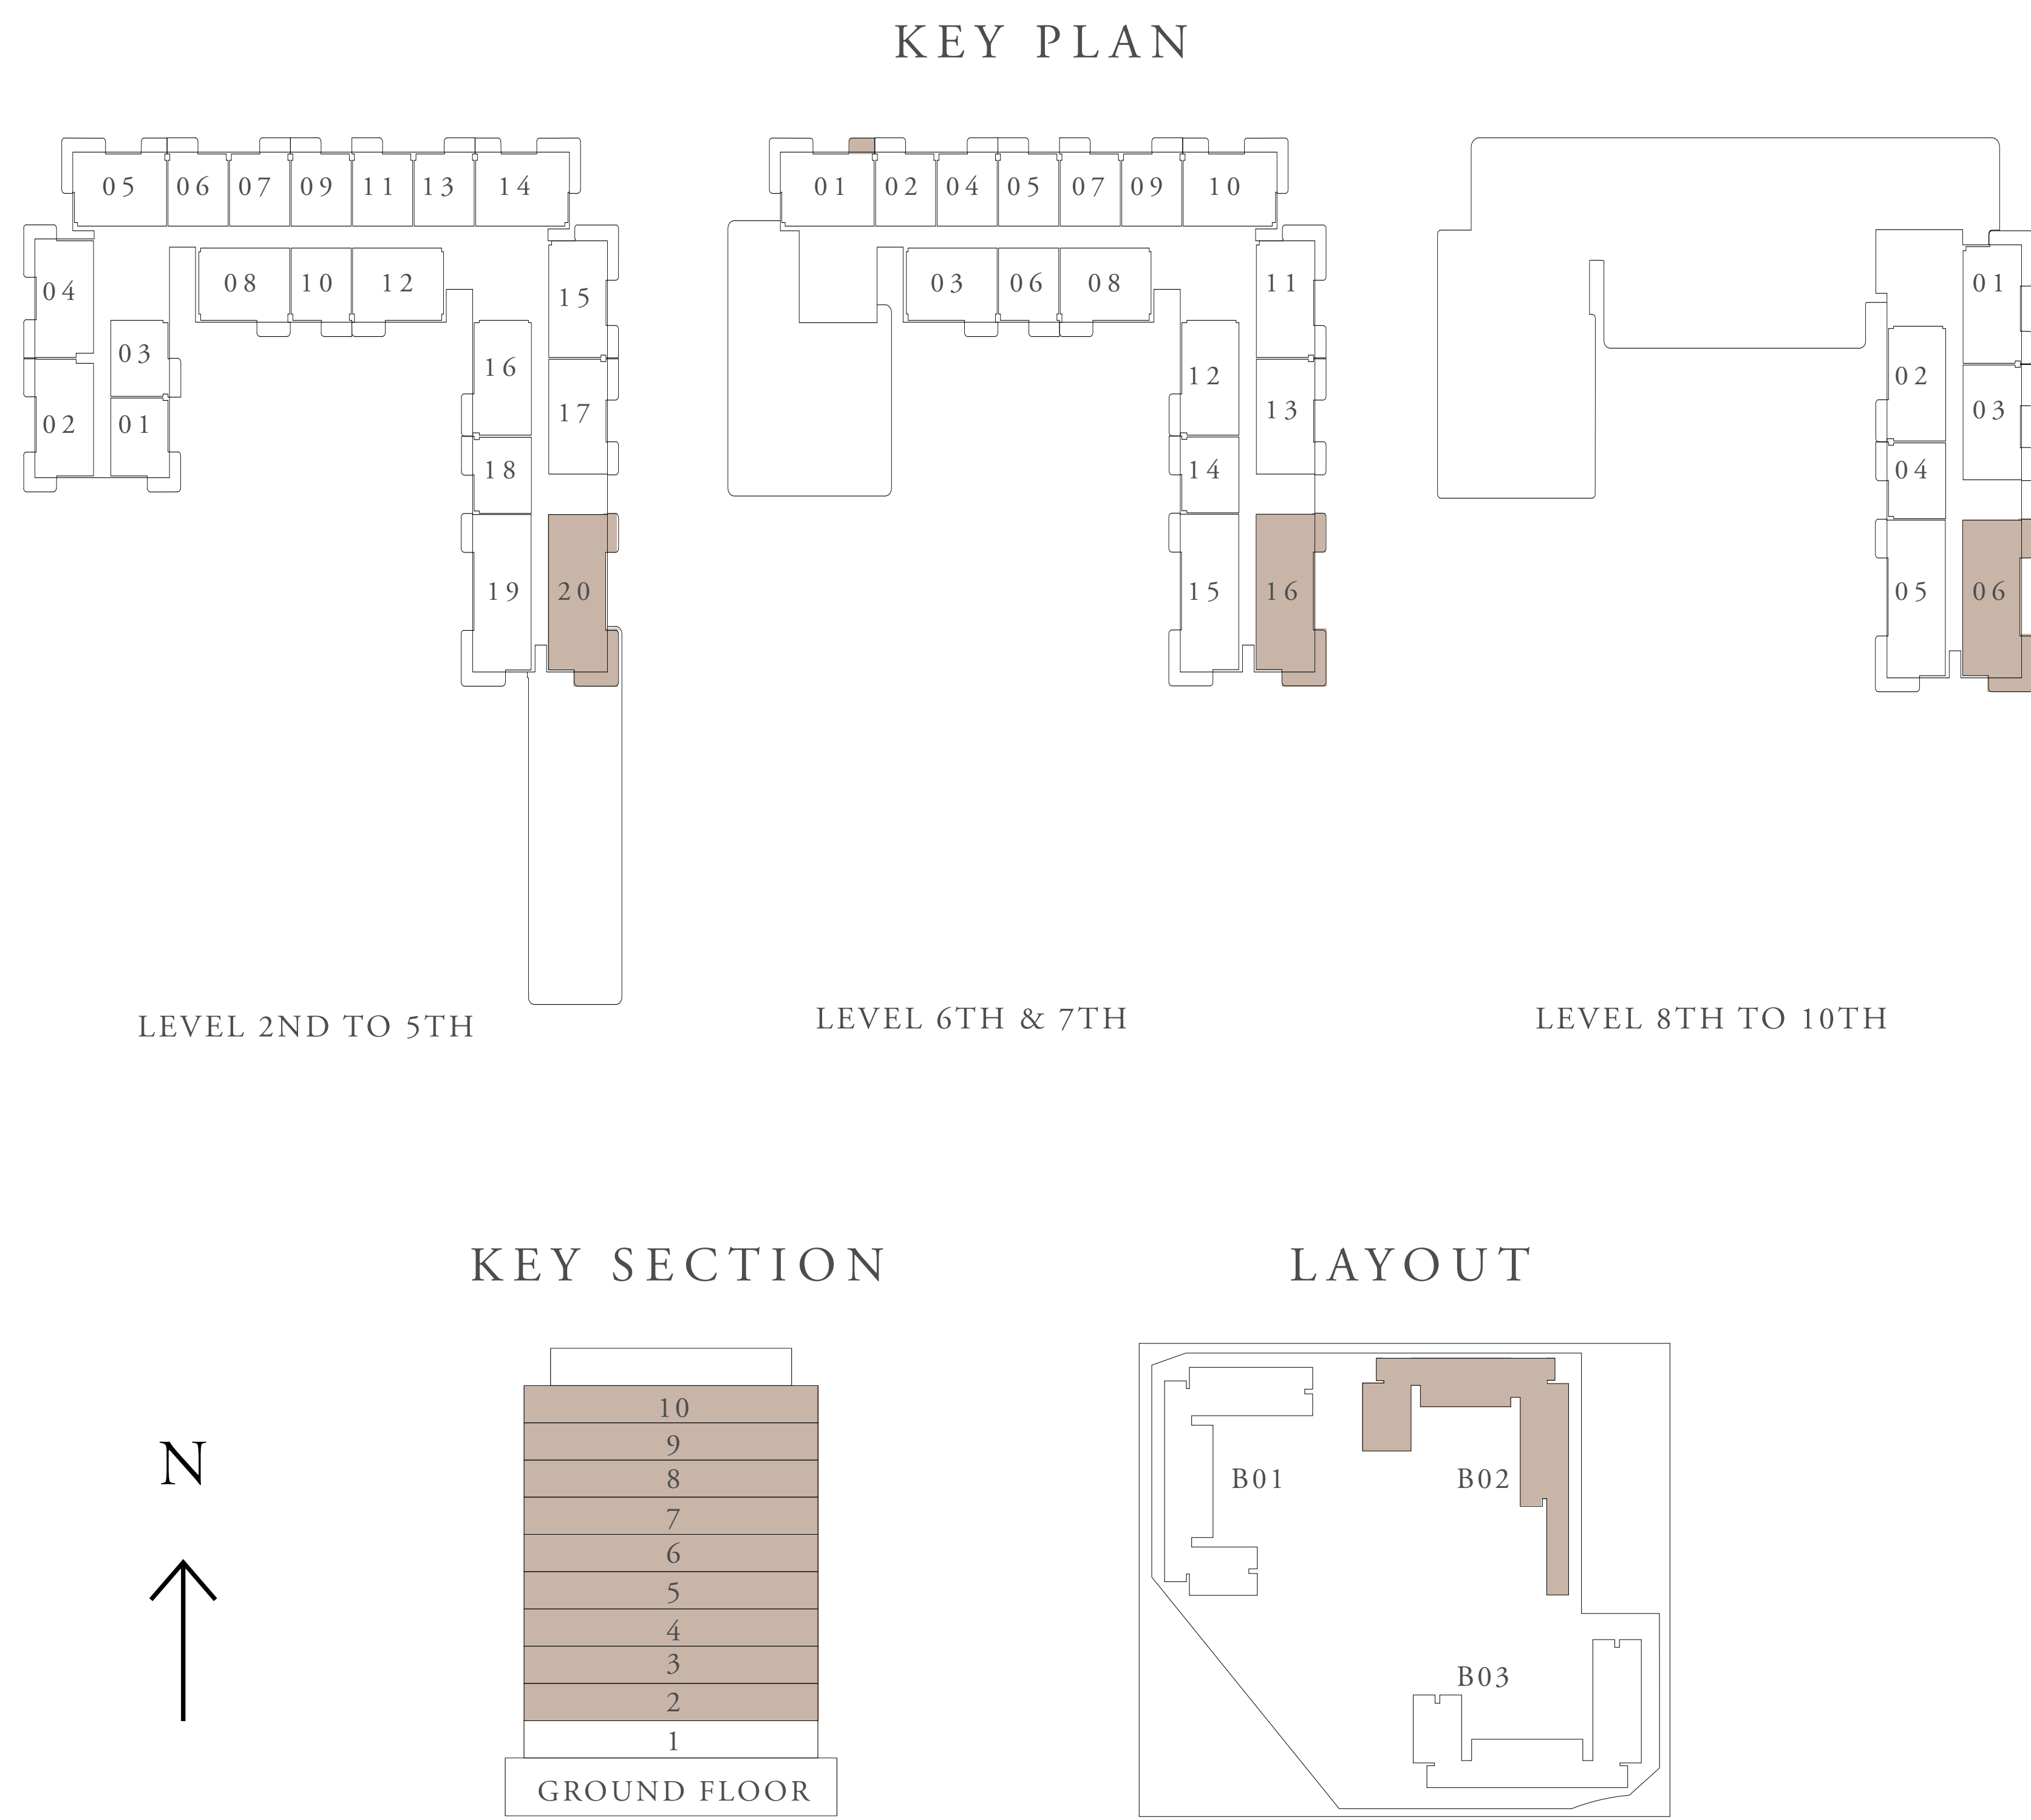 KEY PLAN
05 06 07 09 11 13 14
04 08 10 12 15
03 16
02 01 17
18
19 20
LEVEL 2ND TO 5TH
01 02 04 05 07 09 10
03 06 08 11
12 13
14
15 16
LEVEL 6TH & 7TH
01
02 03
04
05 06
LEVEL 8TH TO 10TH
KEY SECTION
10
9
8
7
6
5
4
3
2
1
GROUND FLOOR
N
LAYOUT
B01 B02
B03